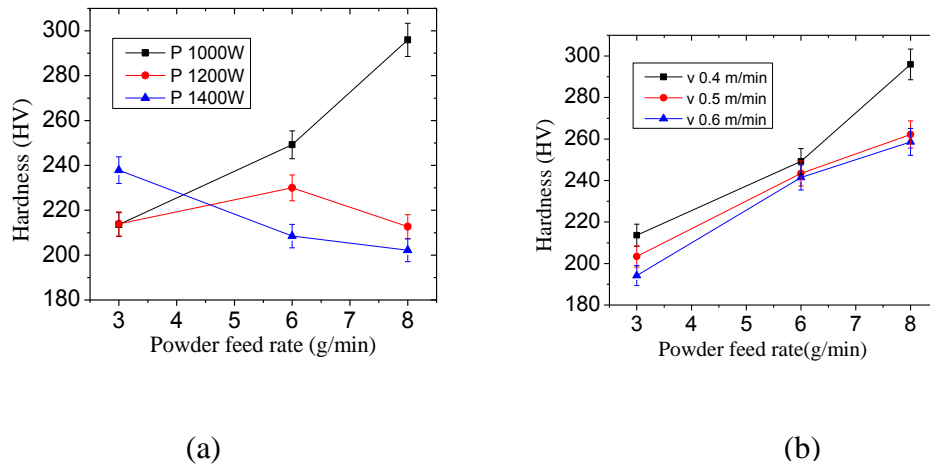 300
280
260
240
220
200
180
Hardness (HV)
P 1000W
P 1200W
P 1400W
3 4 5 6 7 8
Powder feed rate (g/min)
(a)
300
280
260
240
220
200
180
Hardness (HV)
v 0.4 m/min
v 0.5 m/min
v 0.6 m/min
3 4 5 6 7 8
Powder feed rate(g/min)
(b)